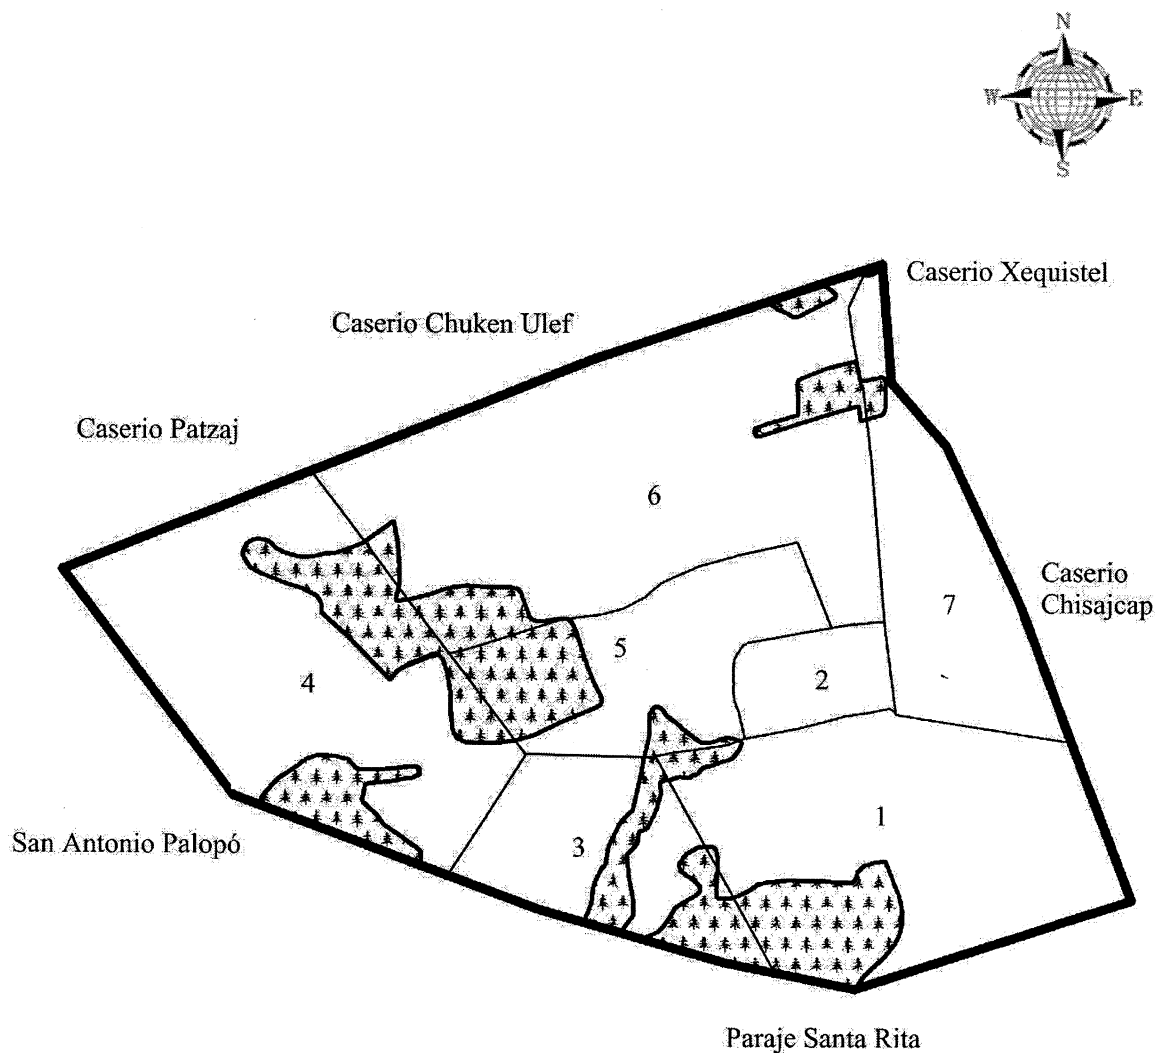 N
W E
S
Caserio Xequistel
Caserio Chuken Ulef
Caserio Patzaj
6
Caserio
Chisajcap
7
5
4
2
1
San Antonio Palopó
3
Paraje Santa Rita